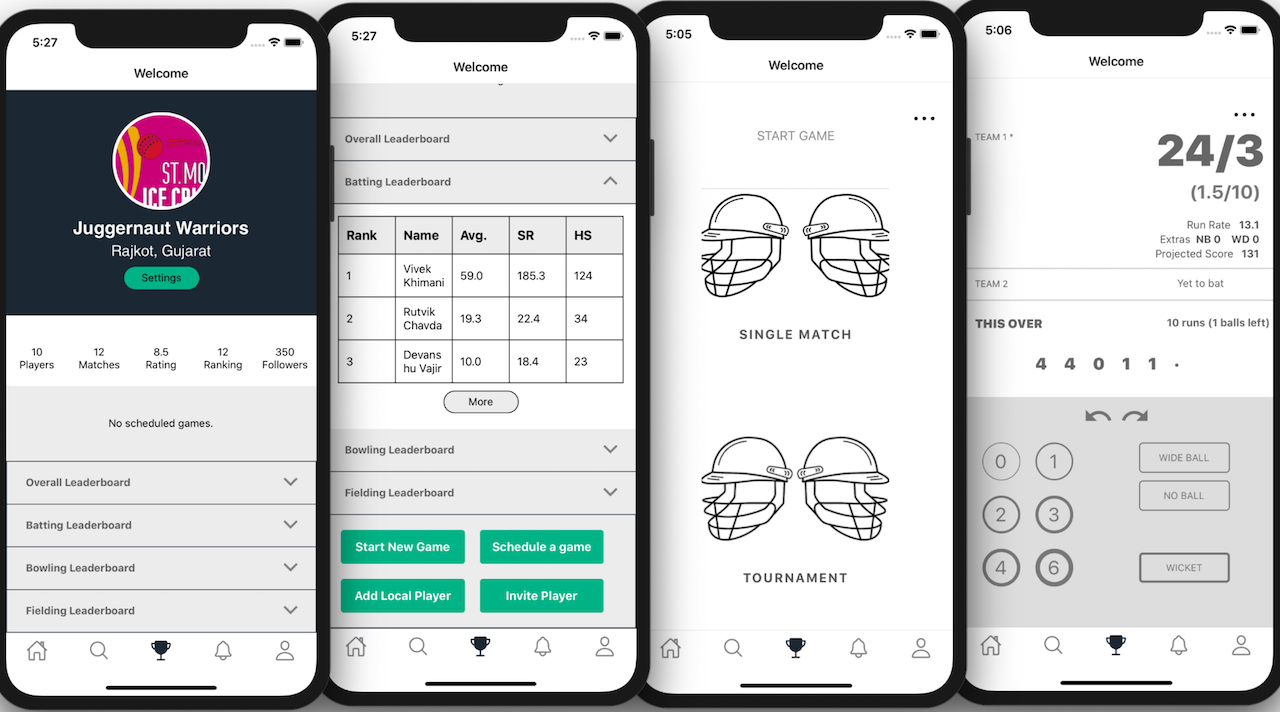 5:27
Welcome
ST.MO
ICE CRI
Juggernaut Warriors
Rajkot, Gujarat
Settings
10 12 8.5 12 350
Players Matches Rating Ranking Followers
No scheduled games.
Overall Leaderboard
Batting Leaderboard
Bowling Leaderboard
Fielding Leaderboard
5:27
Welcome
Overall Leaderboard
Batting Leaderboard
Rank Name Avg. SR HS
1 Vivek Khimani 59.0 185.3 124
2 Rutvik Chavda 19.3 22.4 34
3 Devans hu Vajir 10.0 18.4 23
More
Bowling Leaderboard
Fielding Leaderboard
Start New Game Schedule a game
Add Local Player Invite Player
5:05
Welcome
START GAME
SINGLE MATCH
TOURNAMENT
5:06
Welcome
TEAM 1 *
24/3
(1.5/10)
Run Rate 13.1
Extras NB 0 WD 0
Projected Score 131
TEAM 2 Yet to bat
THIS OVER 10 runs (1 balls left)
4 4 0 1 1 ·
0 1 WIDE BALL
2 3 NO BALL
4 6 WICKET